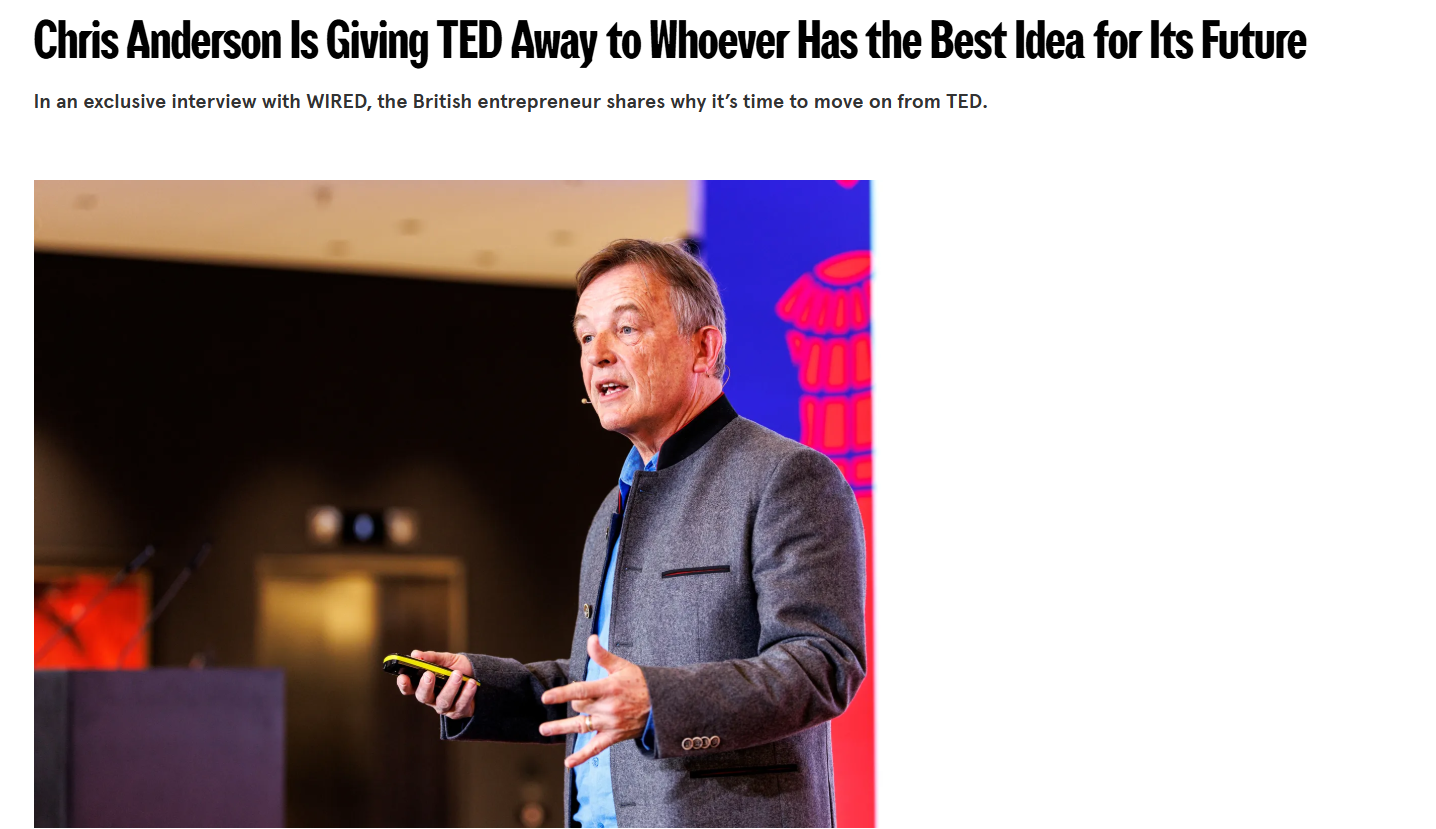 Chris Anderson Is Giving TED Away to Whoever Has the Best Idea for Its Future
In an exclusive interview with WIRED, the British entrepreneur shares why it’s time to move on from TED.